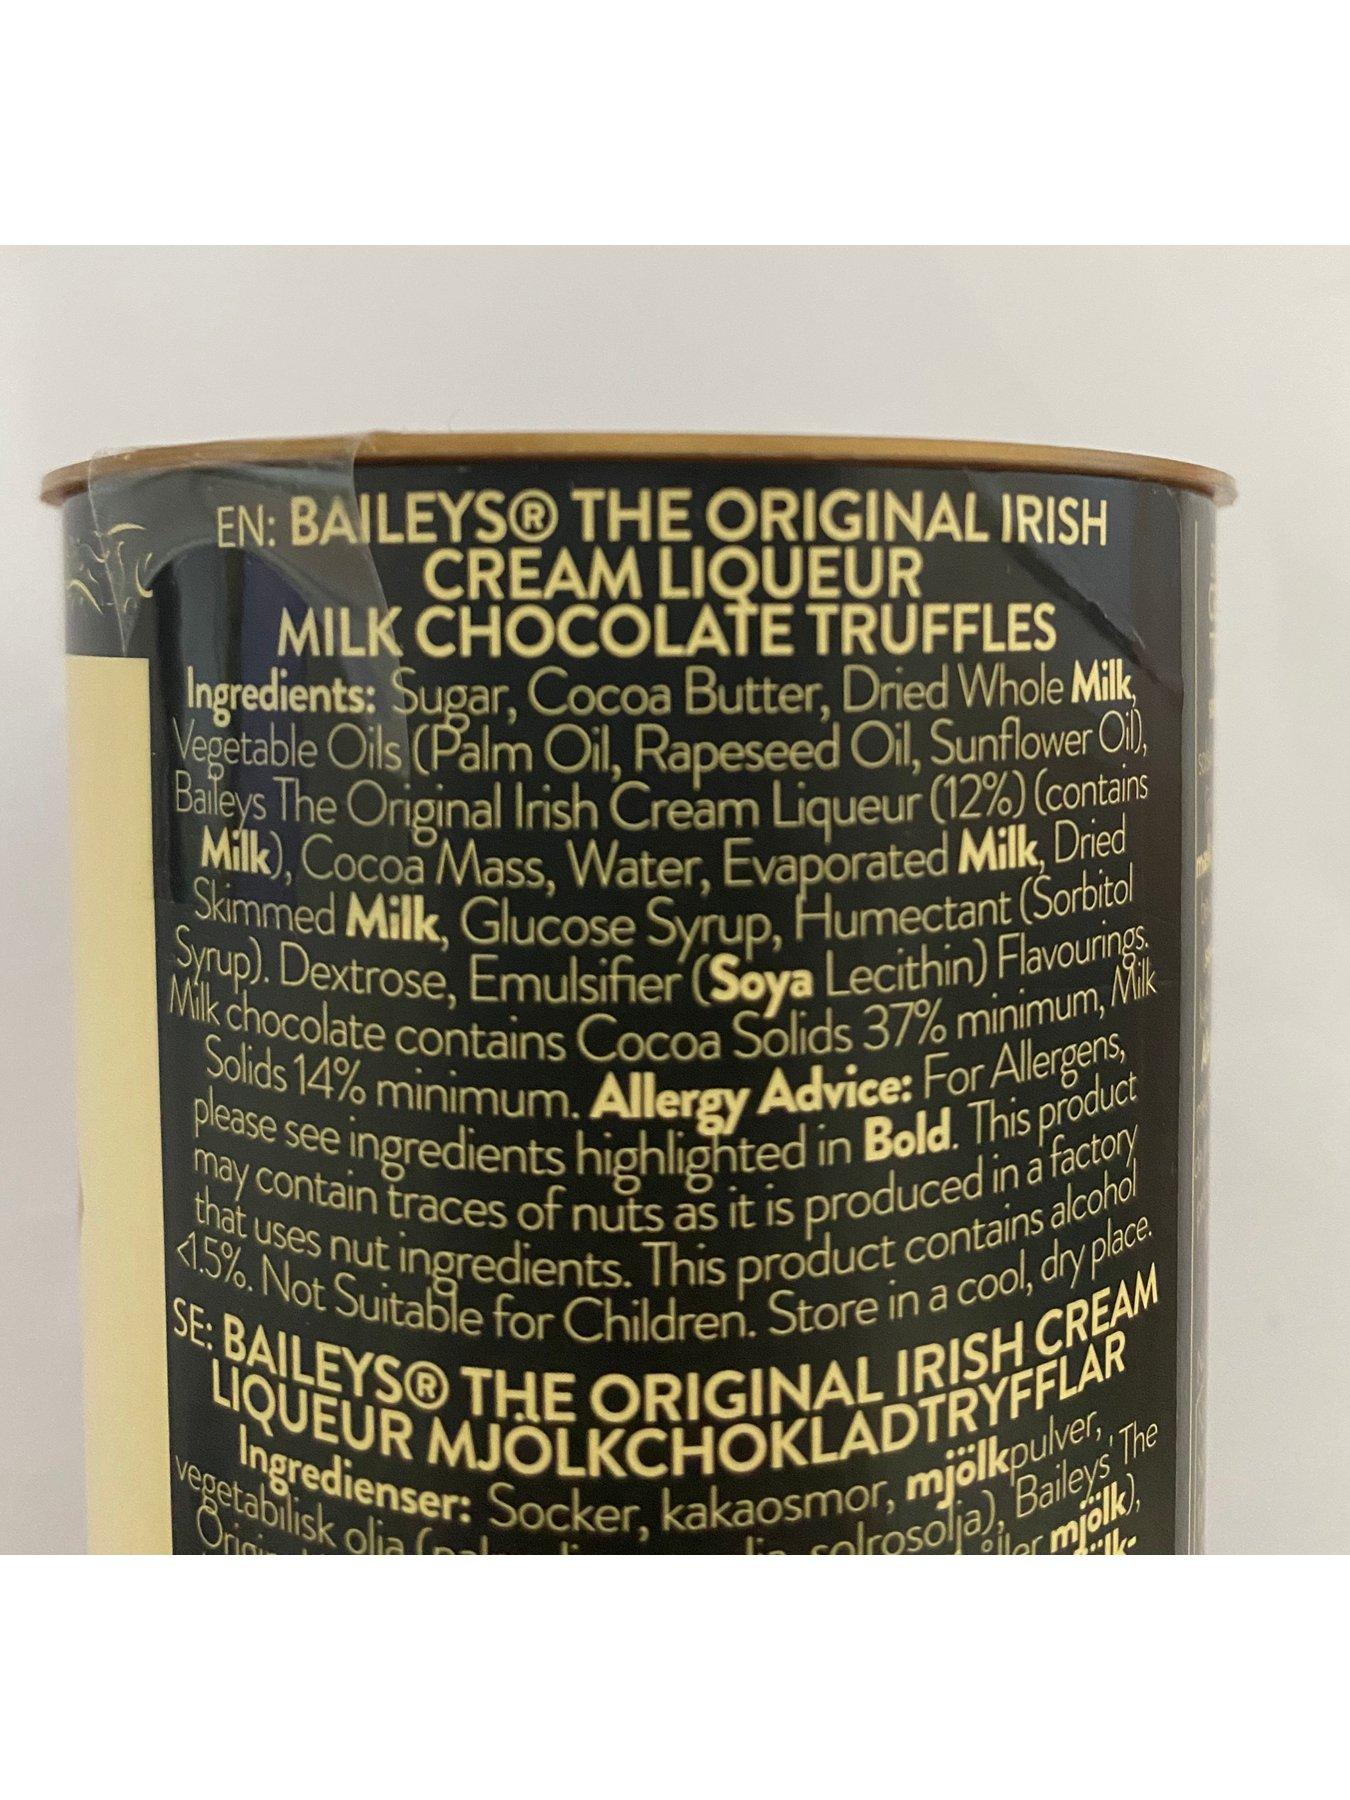 EN: BAILEYS® THE ORIGINAL IRISH
CREAM LIQUEUR
MILK CHOCOLATE TRUFFLES
Ingredients: Sugar, Cocoa Butter, Dried Whole Milk,
Vegetable Oils (Palm Oil, Rapeseed Oil, Sunflower Oil),
Baileys The Original Irish Cream Liqueur (12%) (contains
Milk), Cocoa Mass, Water, Evaporated Milk, Dried
Skimmed Milk, Glucose Syrup, Humectant (Sorbitol
Syrup). Dextrose, Emulsifier (Soya Lecithin) Flavourings.
Milk chocolate contains Cocoa Solids 37% minimum, Milk
Solids 14% minimum. Allergy Advice: For Allergens,
please see ingredients highlighted in Bold. This product
may contain traces of nuts as it is produced in a factory
that uses nut ingredients. This product contains alcohol
<1.5%. Not Suitable for Children. Store in a cool, dry place.
SE: BAILEYS® THE ORIGINAL IRISH CREAM
LIQUEUR MJÖLKCHOKLADTRYFFLAR
Ingredienser: Socker, kakaosmor, mjölkpulver,
vegetabilisk olja solrosolja), Baileys' The
mjölk),